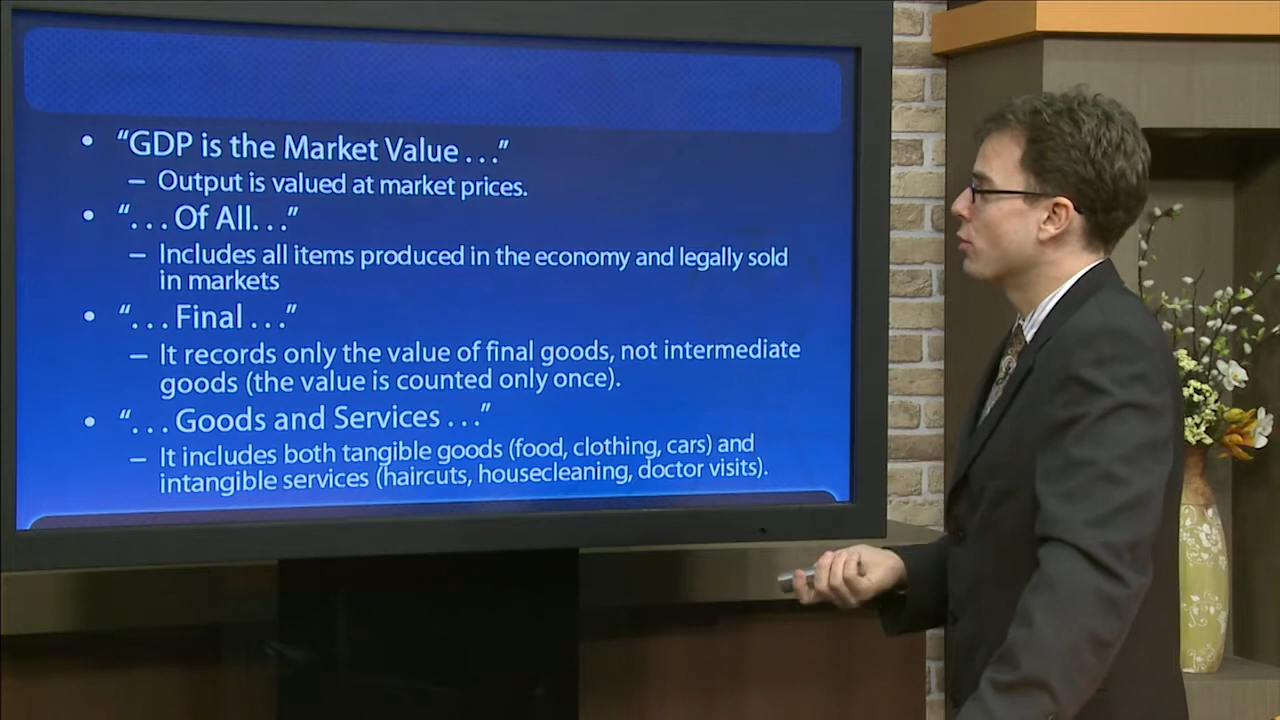 • “GDP is the Market Value . . .”
– Output is valued at market prices.
• “. . . Of All. . .”
– Includes all items produced in the economy and legally sold
in markets
• “. . . Final . . .”
– It records only the value of final goods, not intermediate
goods (the value is counted only once).
• “. . . Goods and Services . . .”
– It includes both tangible goods (food, clothing, cars) and
intangible services (haircuts, housecleaning, doctor visits).